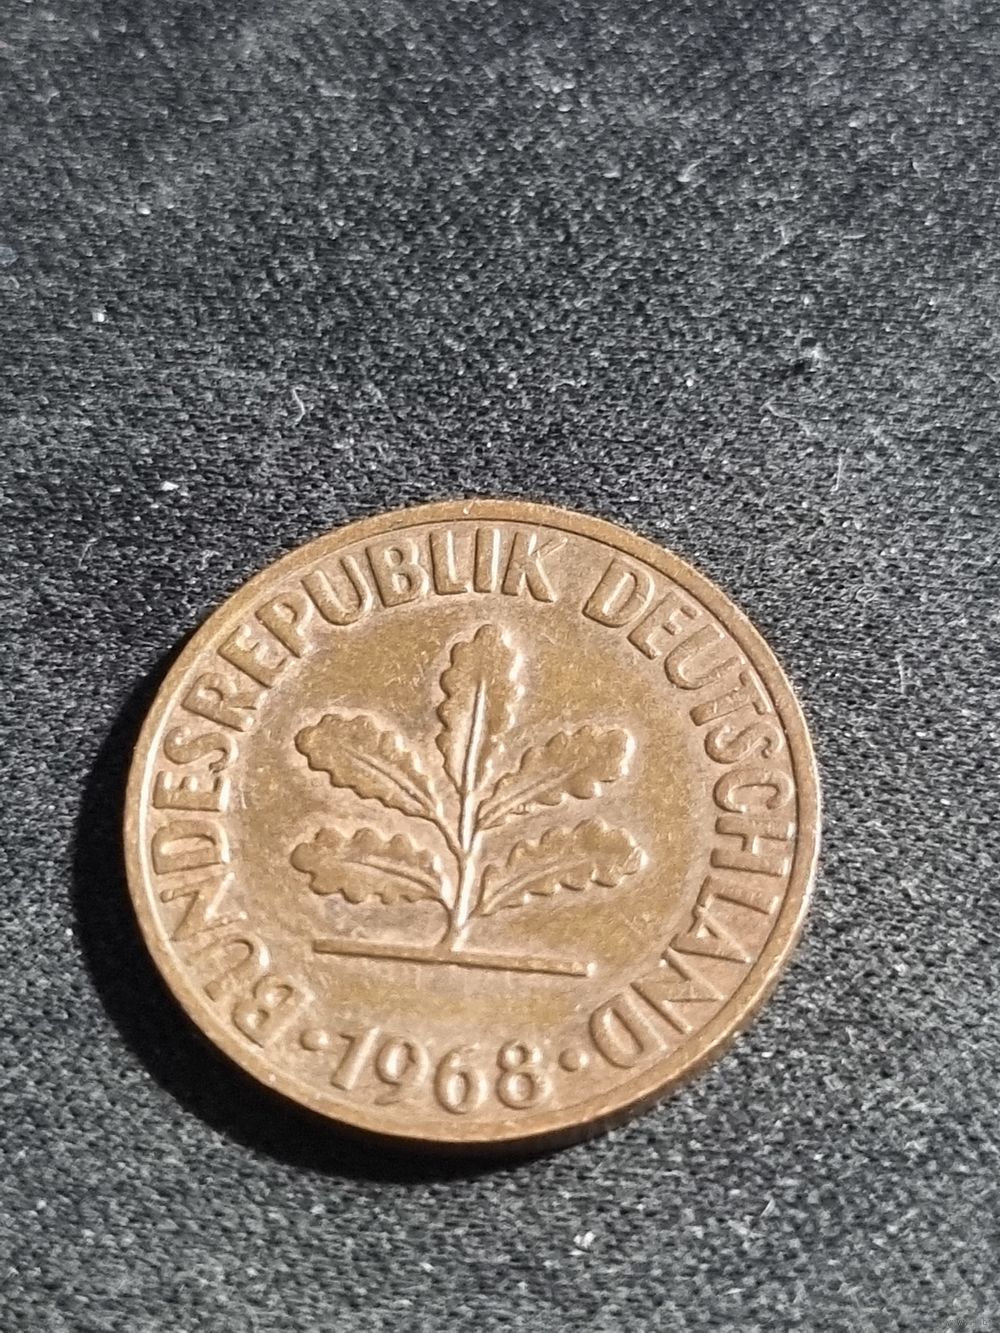 BUNDESREPUBLIK DEUTSCHLAND
·1968·